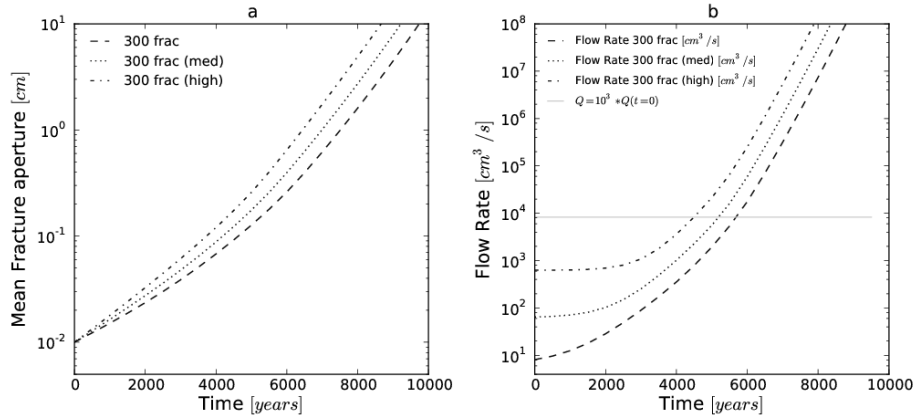 a
10^1
10^0
10^{-1}
10^{-2}
Mean Fracture aperture [cm]
300 frac
300 frac (med)
300 frac (high)
0 2000 4000 6000 8000 10000
Time [years]
b
10^8
10^7
10^6
10^5
10^4
10^3
10^2
10^1
Flow Rate [cm^3/s]
Flow Rate 300 frac [cm^3/s]
Flow Rate 300 frac (med) [cm^3/s]
Flow Rate 300 frac (high) [cm^3/s]
Q=10^3 *Q(t=0)
0 2000 4000 6000 8000 10000
Time [years]